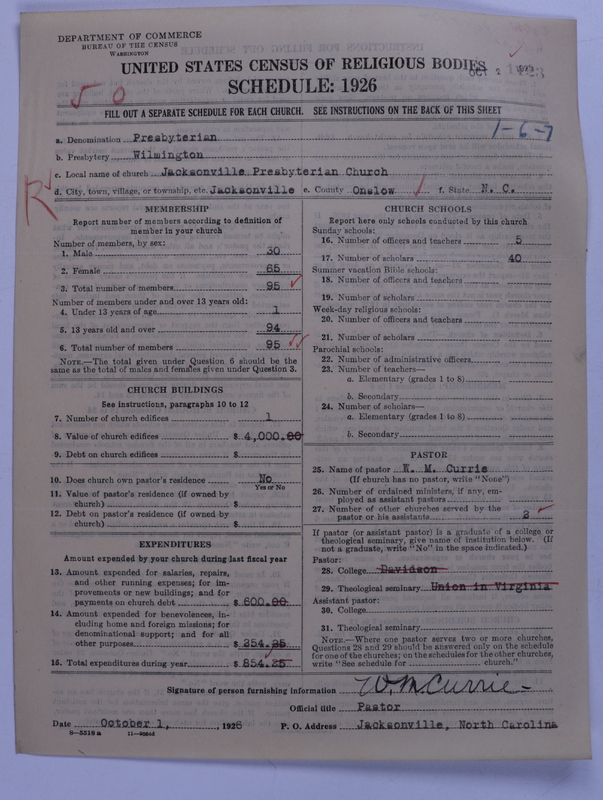 DEPARTMENT OF COMMERCE
BUREAU OF THE CENSUS
WASHINGTON
UNITED STATES CENSUS OF RELIGIOUS BODIES
OCT 2
SCHEDULE: 1926
5 0
FILL OUT A SEPARATE SCHEDULE FOR EACH CHURCH. SEE INSTRUCTIONS ON THE BACK OF THIS SHEET
1-6-7
a. Denomination Presbyterian
b. Presbytery Wilmington
c. Local name of church Jacksonville Presbyterian Church
d. City, town, village, or township, etc. Jacksonville e. County Onslow f. State N. C.
R
MEMBERSHIP
Report number of members according to definition of
member in your church
Number of members, by sex:
1. Male 30
2. Female 65
3. Total number of members 95
Number of members under and over 13 years old:
4. Under 13 years of age 1
5. 13 years old and over 94
6. Total number of members 95
NOTE.—The total given under Question 6 should be the
same as the total of males and females given under Question 3.
CHURCH BUILDINGS
See instructions, paragraphs 10 to 12
7. Number of church edifices 1
8. Value of church edifices $ 4,000.00
9. Debt on church edifices $
10. Does church own pastor's residence No
Yes or No
11. Value of pastor's residence (if owned by
church) $
12. Debt on pastor's residence (if owned by
church) $
EXPENDITURES
Amount expended by your church during last fiscal year
13. Amount expended for salaries, repairs,
and other running expenses; for im-
provements or new buildings; and for
payments on church debt $ 600.00
14. Amount expended for benevolences, in-
cluding home and foreign missions; for
denominational support; and for all
other purposes $ 254.25
15. Total expenditures during year $ 854.25
CHURCH SCHOOLS
Report here only schools conducted by this church
Sunday schools:
16. Number of officers and teachers 5
17. Number of scholars 40
Summer vacation Bible schools:
18. Number of officers and teachers
19. Number of scholars
Week-day religious schools:
20. Number of officers and teachers
21. Number of scholars
Parochial schools:
22. Number of administrative officers
23. Number of teachers—
a. Elementary (grades 1 to 8)
b. Secondary
24. Number of scholars—
a. Elementary (grades 1 to 8)
b. Secondary
PASTOR
25. Name of pastor W. M. Currie
(If church has no pastor, write "None")
26. Number of ordained ministers, if any, em-
ployed as assistant pastors
27. Number of other churches served by the
pastor or his assistants 2
If pastor (or assistant pastor) is a graduate of a college or
theological seminary, give name of institution below. (If
not a graduate, write "No" in the space indicated.)
Pastor:
28. College Davidson
29. Theological seminary Union in Virginia
Assistant pastor:
30. College
31. Theological seminary
NOTE.—Where one pastor serves two or more churches,
Questions 28 and 29 should be answered only on the schedule
for one of the churches; on the schedules for the other churches,
write "See schedule for church."
Signature of person furnishing information W. M. Currie
Official title Pastor
Date October 1, 1926 P. O. Address Jacksonville, North Carolina
8-5518 a